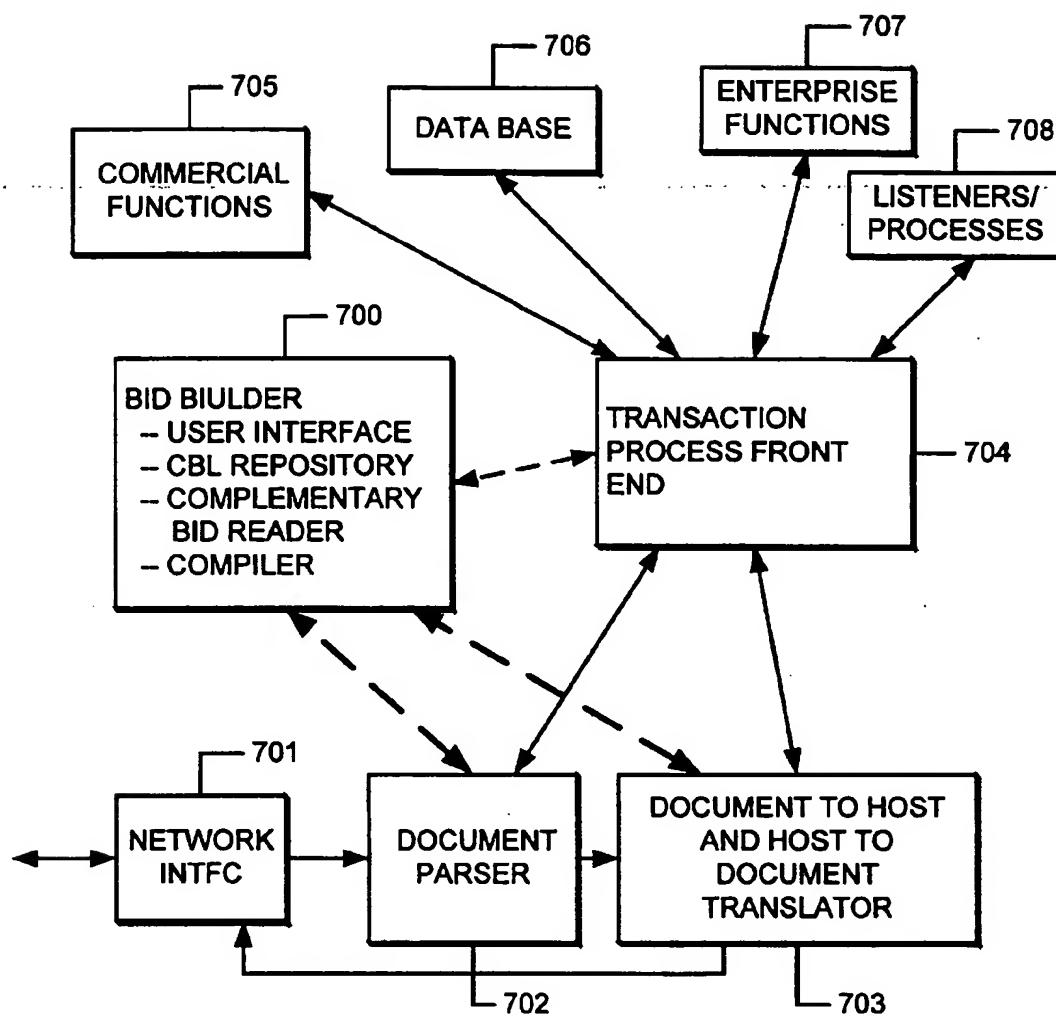 707
706
705
ENTERPRISE
FUNCTIONS
DATA BASE
708
COMMERCIAL
FUNCTIONS
LISTENERS/
PROCESSES
700
BID BIULDER
– USER INTERFACE
– CBL REPOSITORY
– COMPLEMENTARY
BID READER
– COMPILER
TRANSACTION
PROCESS FRONT
END
704
701
NETWORK
INTFC
DOCUMENT
PARSER
DOCUMENT TO HOST
AND HOST TO
DOCUMENT
TRANSLATOR
702
703